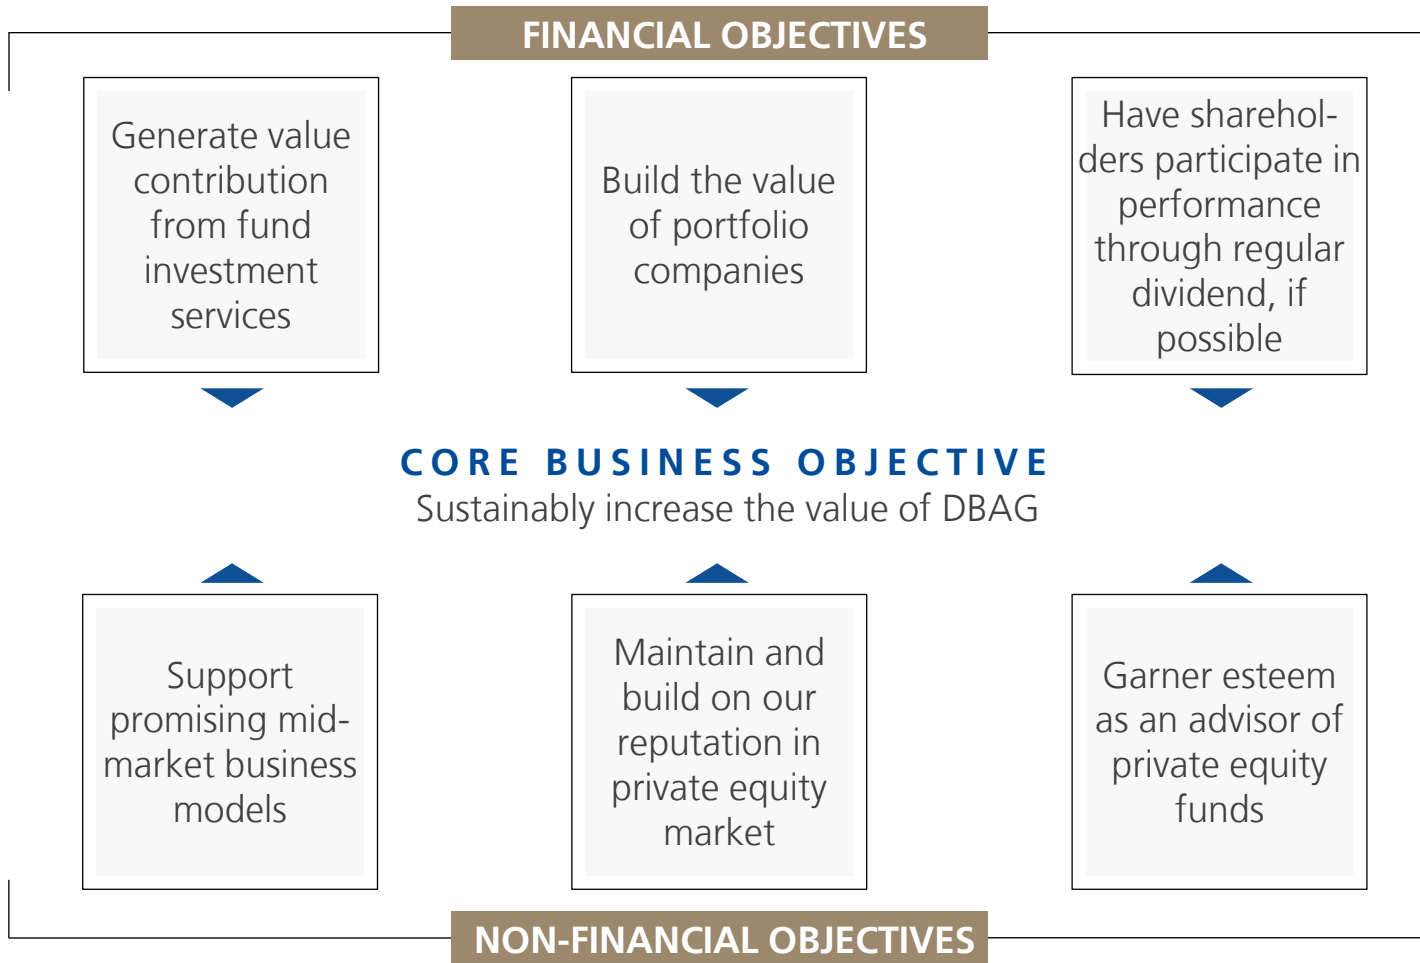 FINANCIAL OBJECTIVES
Generate value
contribution
from fund
investment
services
Build the value
of portfolio
companies
Have sharehol-
ders participate in
performance
through regular
dividend, if
possible
CORE BUSINESS OBJECTIVE
Sustainably increase the value of DBAG
Support
promising mid-
market business
models
Maintain and
build on our
reputation in
private equity
market
Garner esteem
as an advisor of
private equity
funds
NON-FINANCIAL OBJECTIVES